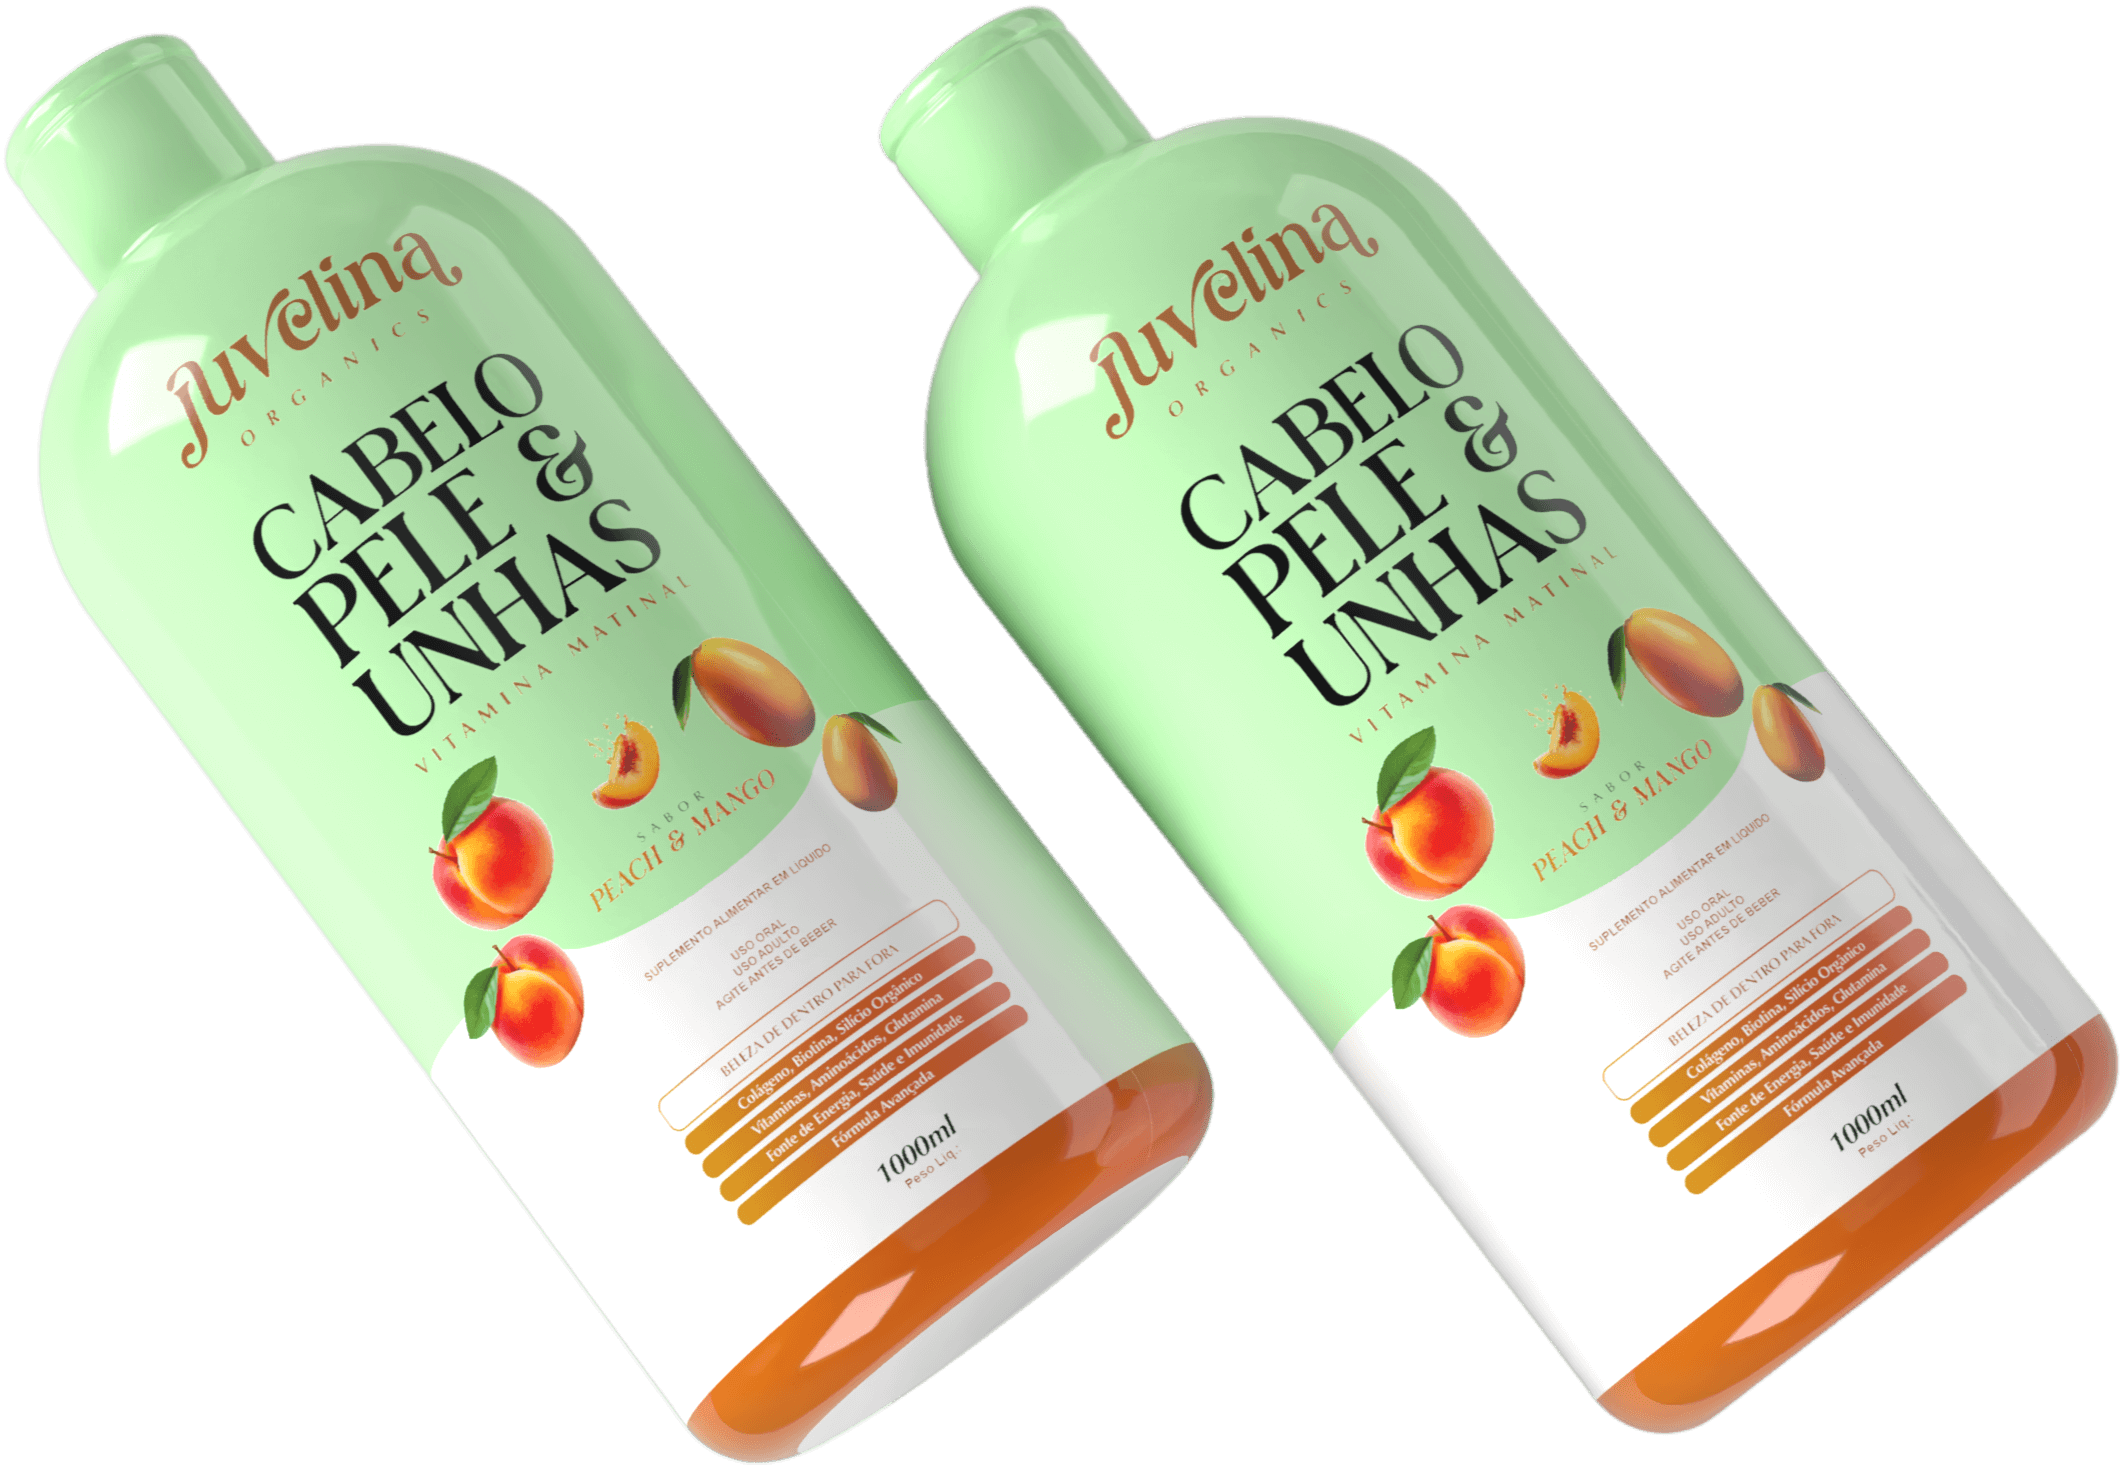 juvelina
ORGANICS
CABELO
PELE &
UNHAS
VITAMINA MATINAL
SABOR
PEACH & MANGO
SUPLEMENTO ALIMENTAR EM LIQUIDO
USO ORAL
USO ADULTO
AGITE ANTES DE BEBER
BELEZA DE DENTRO PARA FORA
Colágeno, Biotina, Silício Orgânico
Vitaminas, Aminoácidos, Glutamina
Fonte de Energia, Saúde e Imunidade
Fórmula Avançada
1000ml
Peso Liq.:
juvelina
ORGANICS
CABELO
PELE &
UNHAS
VITAMINA MATINAL
SABOR
PEACH & MANGO
SUPLEMENTO ALIMENTAR EM LIQUIDO
USO ORAL
USO ADULTO
AGITE ANTES DE BEBER
BELEZA DE DENTRO PARA FORA
Colágeno, Biotina, Silício Orgânico
Vitaminas, Aminoácidos, Glutamina
Fonte de Energia, Saúde e Imunidade
Fórmula Avançada
1000ml
Peso Liq.: